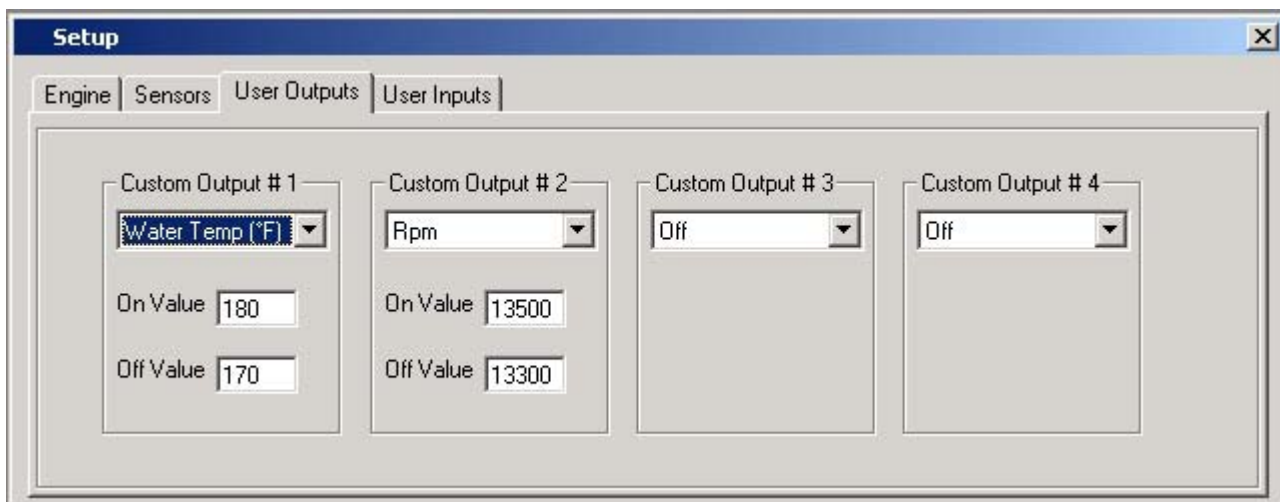 Setup
Engine Sensors User Outputs User Inputs
Custom Output # 1 Custom Output # 2 Custom Output # 3 Custom Output # 4
Water Temp (°F) Rpm Off Off
On Value 180 On Value 13500
Off Value 170 Off Value 13300